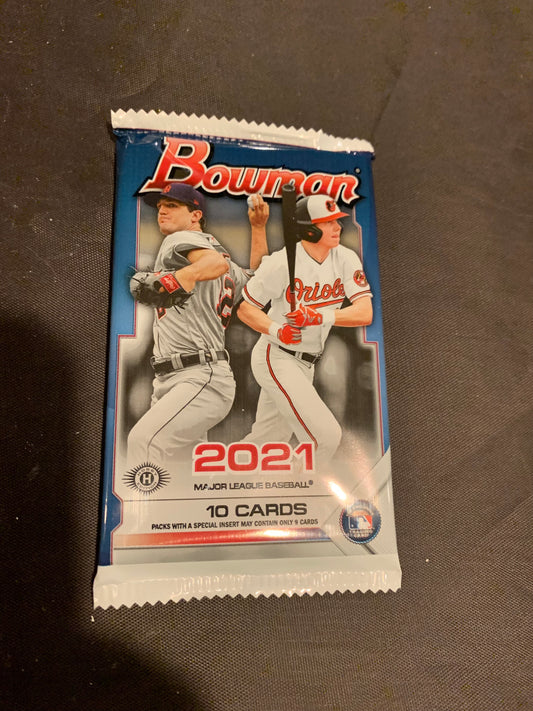 Bowman
Orioles
2021
MAJOR LEAGUE BASEBALL®
H
10 CARDS
PACKS WITH A SPECIAL INSERT MAY CONTAIN ONLY 9 CARDS